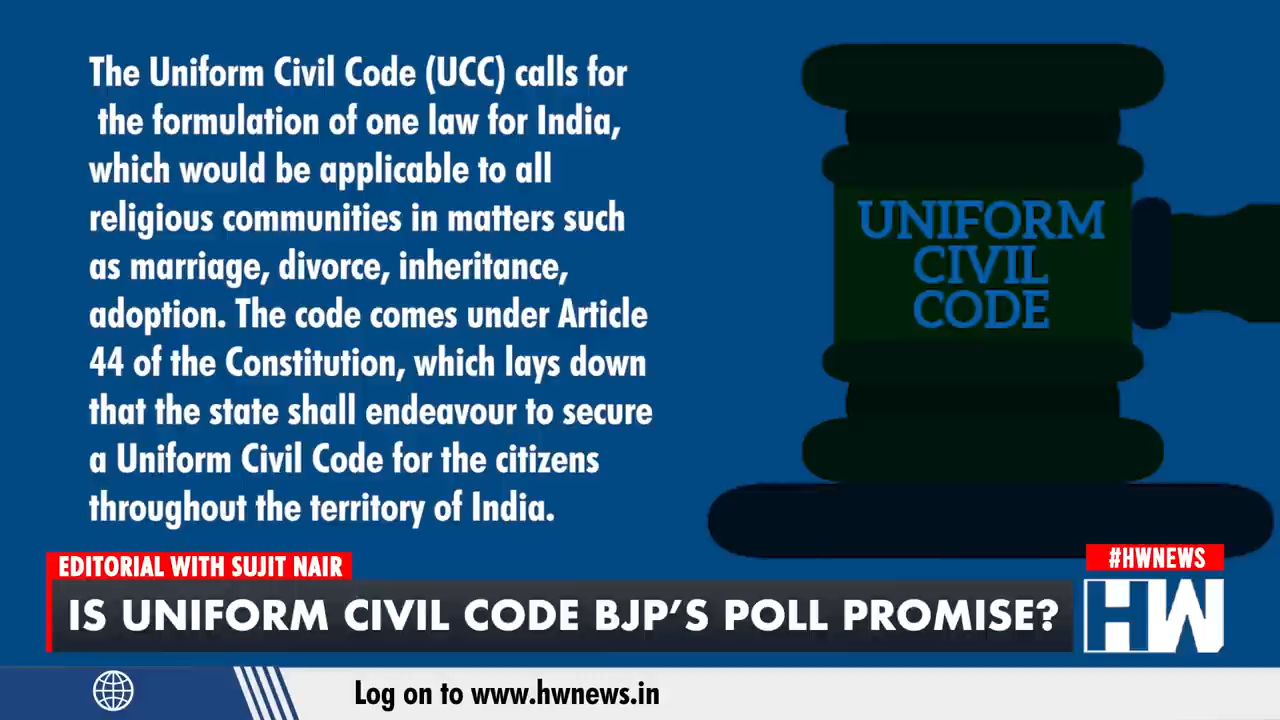 The Uniform Civil Code (UCC) calls for
the formulation of one law for India,
which would be applicable to all
religious communities in matters such
as marriage, divorce, inheritance,
adoption. The code comes under Article
44 of the Constitution, which lays down
that the state shall endeavour to secure
a Uniform Civil Code for the citizens
throughout the territory of India.
UNIFORM
CIVIL
CODE
EDITORIAL WITH SUJIT NAIR
#HWNEWS
IS UNIFORM CIVIL CODE BJP'S POLL PROMISE?
HW
Log on to www.hwnews.in